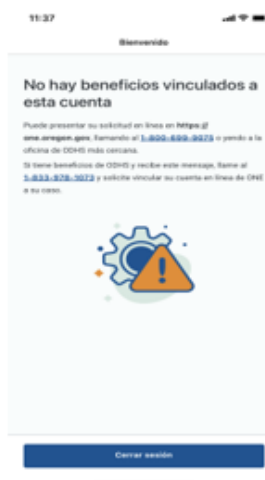 11:37
Bienvenido
No hay beneficios vinculados a
esta cuenta
Puede presentar su solicitud en línea en https://
one.oregon.gov, llamando al 1-800-699-9075 o yendo a la
oficina de ODHS más cercana.
Si tiene beneficios de ODHS y recibe este mensaje, llame al
1-833-978-1073 y solicite vincular su cuenta en línea de ONE
a su caso.
Cerrar sesión